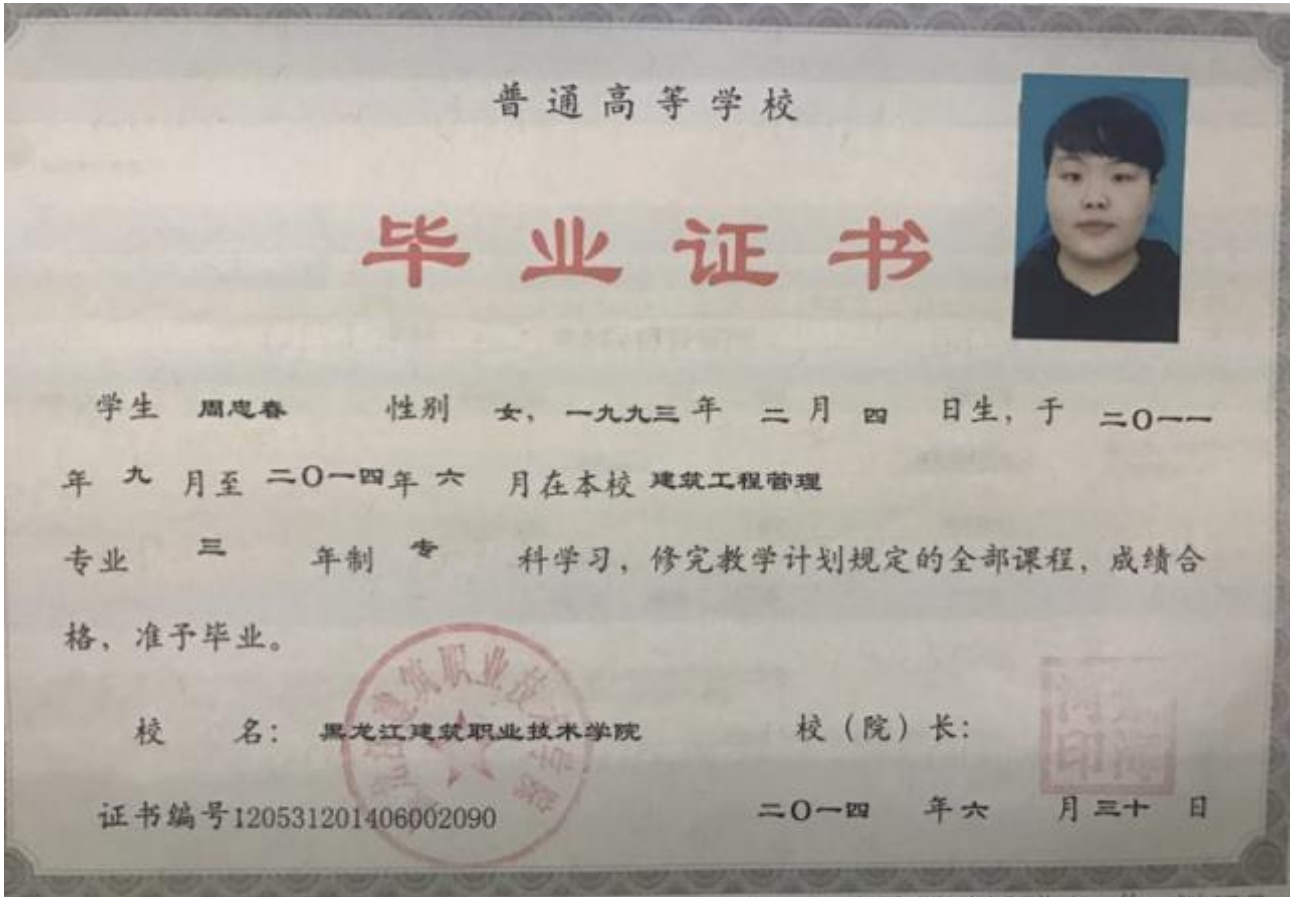 普通高等学校
毕业证书
学生 周忠春 性别 女，一九九三年 二月四 日生，于 二〇一一
年 九 月至 二〇一四年 六 月在本校 建筑工程管理
专业 三 年制 专 科学习，修完教学计划规定的全部课程，成绩合
格，准予毕业。
校 名： 黑龙江建筑职业技术学院 校（院）长：
证书编号120531201406002090 二〇一四 年六 月三十 日